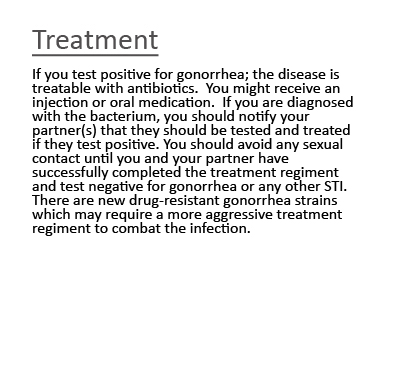 Treatment
If you test positive for gonorrhea; the disease is
treatable with antibiotics.  You might receive an
injection or oral medication.  If you are diagnosed
with the bacterium, you should notify your
partner(s) that they should be tested and treated
if they test positive. You should avoid any sexual
contact until you and your partner have
successfully completed the treatment regiment
and test negative for gonorrhea or any other STI.
There are new drug-resistant gonorrhea strains
which may require a more aggressive treatment
regiment to combat the infection.